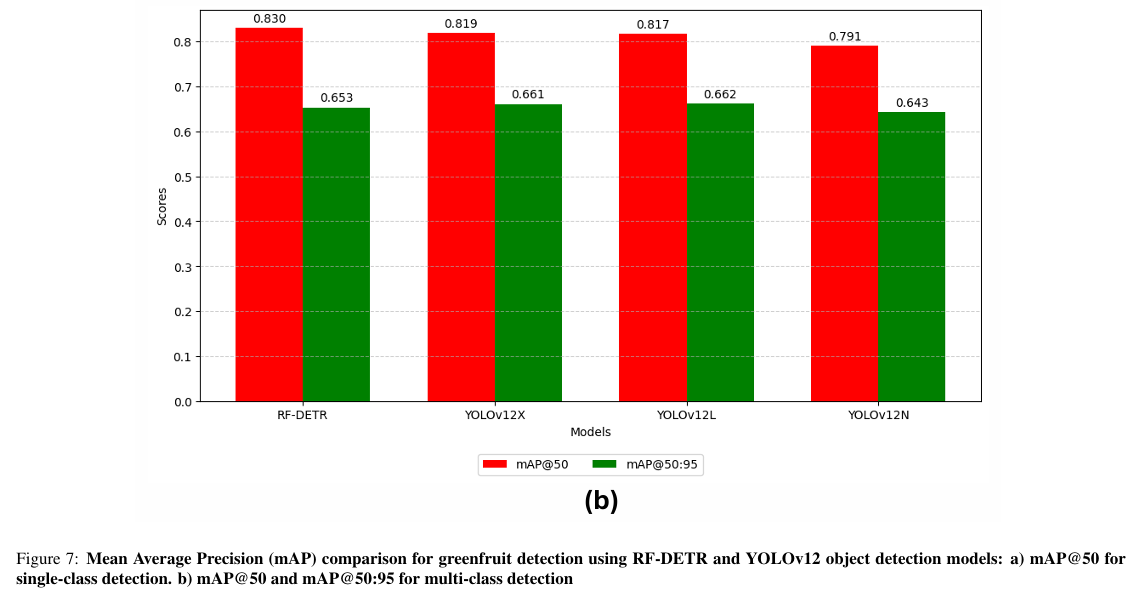 0.830
0.819
0.817
0.791
0.653
0.661
0.662
0.643
0.8
0.7
0.6
0.5
0.4
0.3
0.2
0.1
0.0
Scores
RF-DETR YOLOv12X YOLOv12L YOLOv12N
Models
mAP@50 mAP@50:95
(b)
Figure 7: Mean Average Precision (mAP) comparison for greenfruit detection using RF-DETR and YOLOv12 object detection models: a) mAP@50 for
single-class detection. b) mAP@50 and mAP@50:95 for multi-class detection